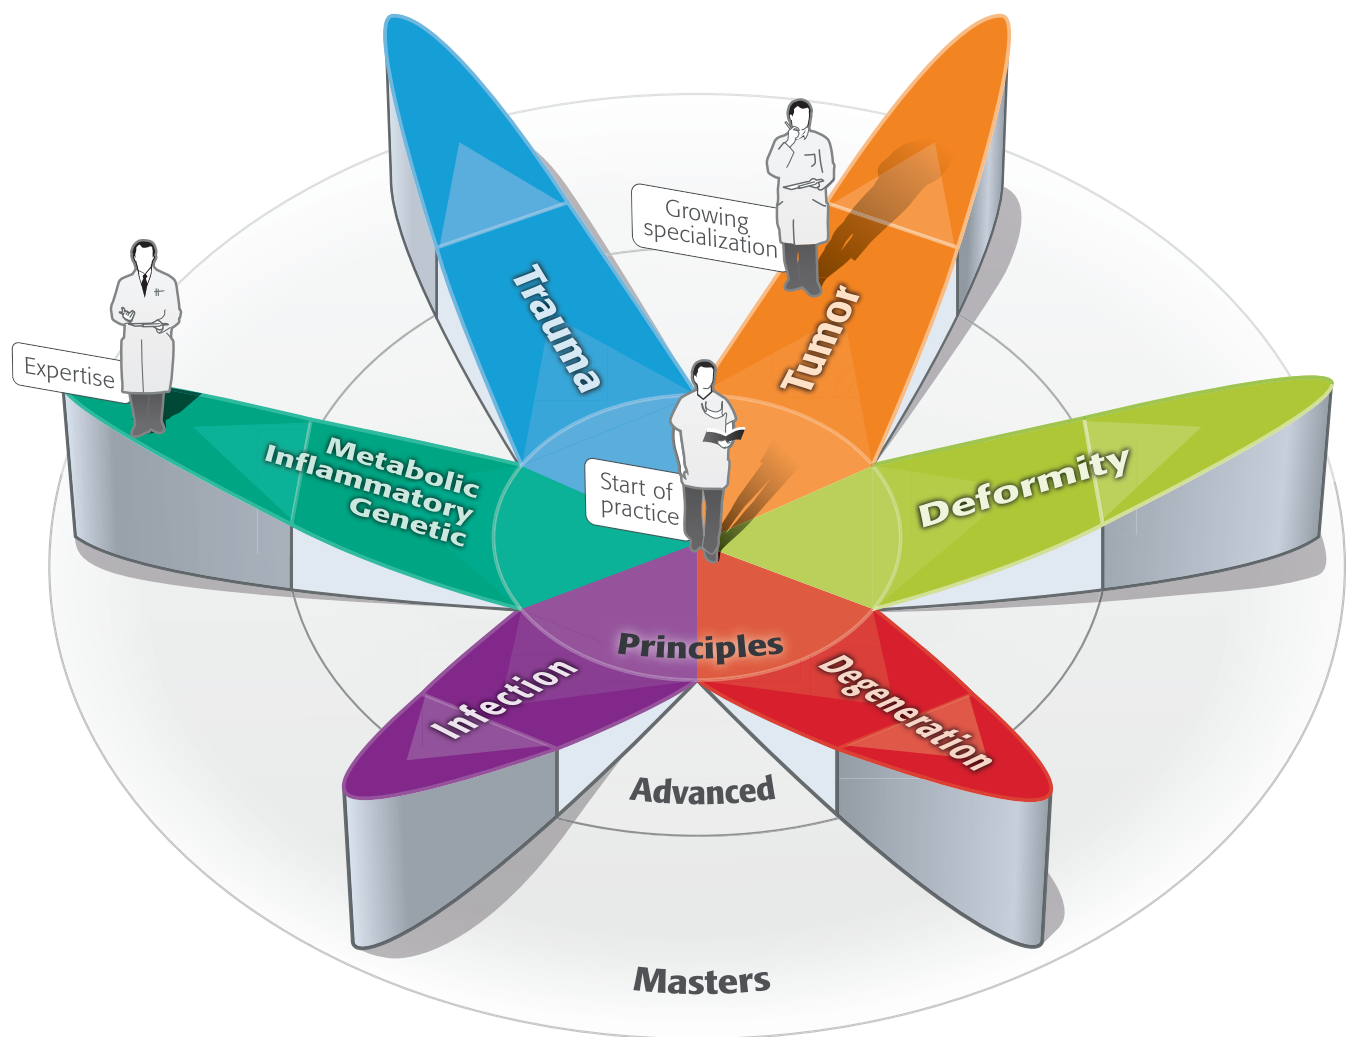 Growing
specialization
Expertise
Trauma
Tumor
Metabolic
Inflammatory
Genetic
Deformity
Start of
practice
Principles
Infection
Degeneration
Advanced
Masters